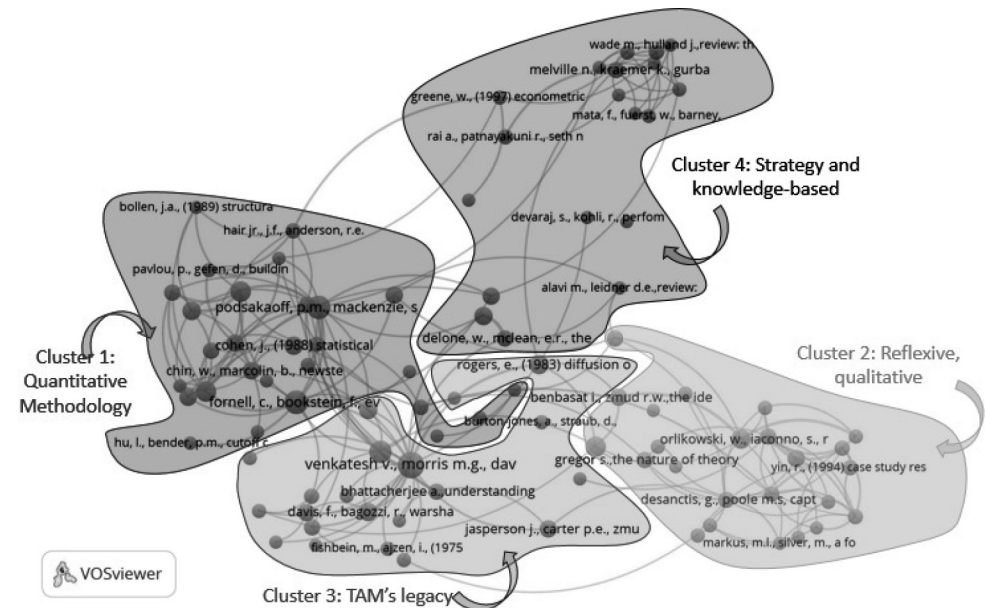 wade m., hulland j.,review: th
melville n., kraemer k., gurba
greene, w., (1997) econometric
mata, f., fuerst, w., barney,
rai a., patnayakuni r., seth n
Cluster 4: Strategy and
knowledge-based
bollen, j.a., (1989) structura
devaraj, s., kohli, r., perfom
hair jr., j.f., anderson, r.e.
pavlou, p., gefen, d., buildin
alavi m., leidner d.e.,review:
podsakaoff, p.m., mackenzie, s
delone, w., mclean, e.r., the
cohen, j., (1988) statistical
Cluster 1:
Quantitative
Methodology
Cluster 2: Reflexive,
qualitative
rogers, e., (1983) diffusion o
chin, w., marcolin, b., newste
benbasat i., zmud r.w.,the ide
fornell, c., bookstein, f., ev
burton-jones, a., straub, d.,
hu, l., bender, p.m., cutoff c
orlikowski, w., iaconno, s., r
gregor s.,the nature of theory
venkatesh v., morris m.g., dav
yin, r., (1994) case study res
bhattacherjee a.,understanding
desanctis, g., poole m.s, capt
davis, f., bagozzi, r., warsha
jasperson j., carter p.e., zmu
markus, m.l., silver, m., a fo
fishbein, m., ajzen, i., (1975
VOSviewer
Cluster 3: TAM's legacy